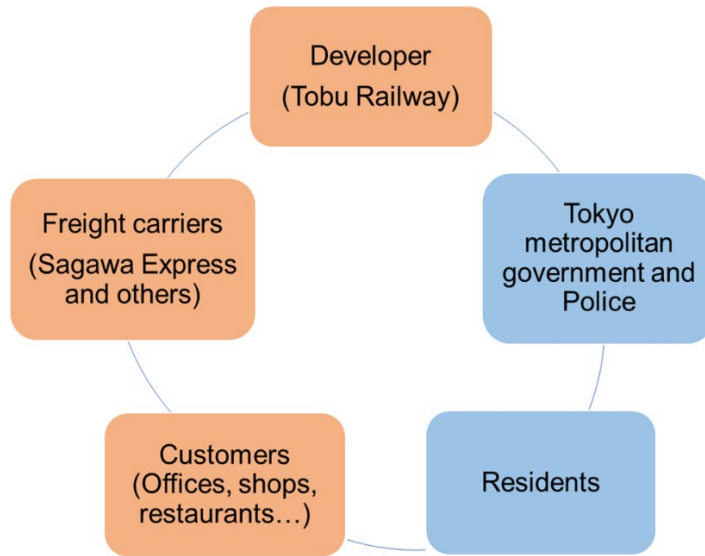 Developer
(Tobu Railway)
Freight carriers
(Sagawa Express
and others)
Tokyo
metropolitan
government and
Police
Customers
(Offices, shops,
restaurants…)
Residents